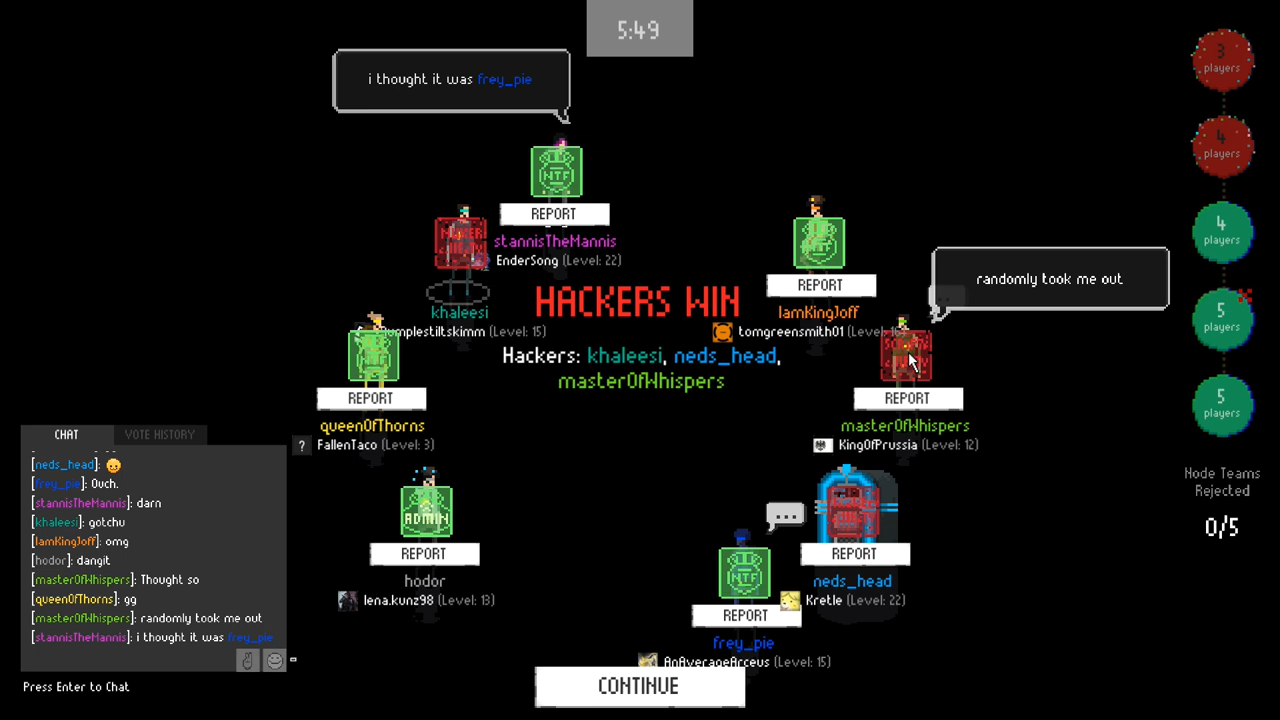 5:49
i thought it was frey_pie
3
players
4
players
4
players
5
players
5
players
Node Teams
Rejected
0/5
NTF
REPORT
stannisTheMannis
EnderSong (Level: 22)
khaleesi
(Level: 15)
HACKERS WIN
Hackers: khaleesi, neds_head,
masterOfWhispers
REPORT
IamKingJoff
tomgreensmith01
randomly took me out
REPORT
masterOfWhispers
KingOfPrussia (Level: 12)
REPORT
queenOfThorns
? FallenTaco (Level: 3)
ADMIN
REPORT
hodor
lena.kunz98 (Level: 13)
...
REPORT
neds_head
Kretle (Level: 22)
NTF
REPORT
frey_pie
AnAverageArceus (Level: 15)
CONTINUE
CHAT
VOTE HISTORY
[neds_head]:
[frey_pie]: Ouch.
[stannisTheMannis]: darn
[khaleesi]: gotchu
[IamKingJoff]: omg
[hodor]: dangit
[masterOfWhispers]: Thought so
[queenOfThorns]: gg
[masterOfWhispers]: randomly took me out
[stannisTheMannis]: i thought it was frey_pie
Press Enter to Chat